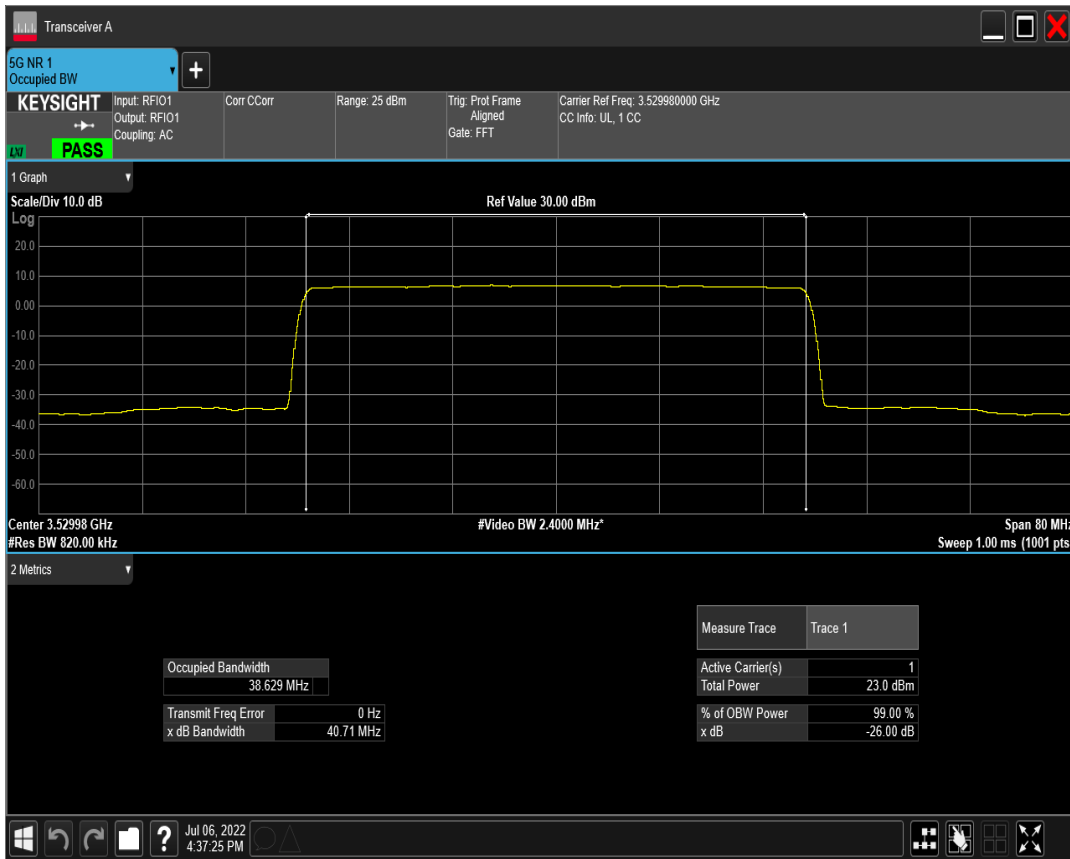 Transceiver A
5G NR 1
Occupied BW
KEYSIGHT
LXI
PASS
Input: RFIO1
Output: RFIO1
Coupling: AC
Corr CCorr
Range: 25 dBm
Trig: Prot Frame
Aligned
Gate: FFT
Carrier Ref Freq: 3.529980000 GHz
CC Info: UL, 1 CC
1 Graph
Scale/Div 10.0 dB
Ref Value 30.00 dBm
Log
20.0
10.0
0.00
-10.0
-20.0
-30.0
-40.0
-50.0
-60.0
Center 3.52998 GHz
#Video BW 2.4000 MHz*
Span 80 MHz
#Res BW 820.00 kHz
Sweep 1.00 ms (1001 pts
2 Metrics
Measure Trace Trace 1
Occupied Bandwidth
38.629 MHz
Active Carrier(s) 1
Total Power 23.0 dBm
Transmit Freq Error 0 Hz
x dB Bandwidth 40.71 MHz
% of OBW Power 99.00 %
x dB -26.00 dB
Jul 06, 2022
4:37:25 PM